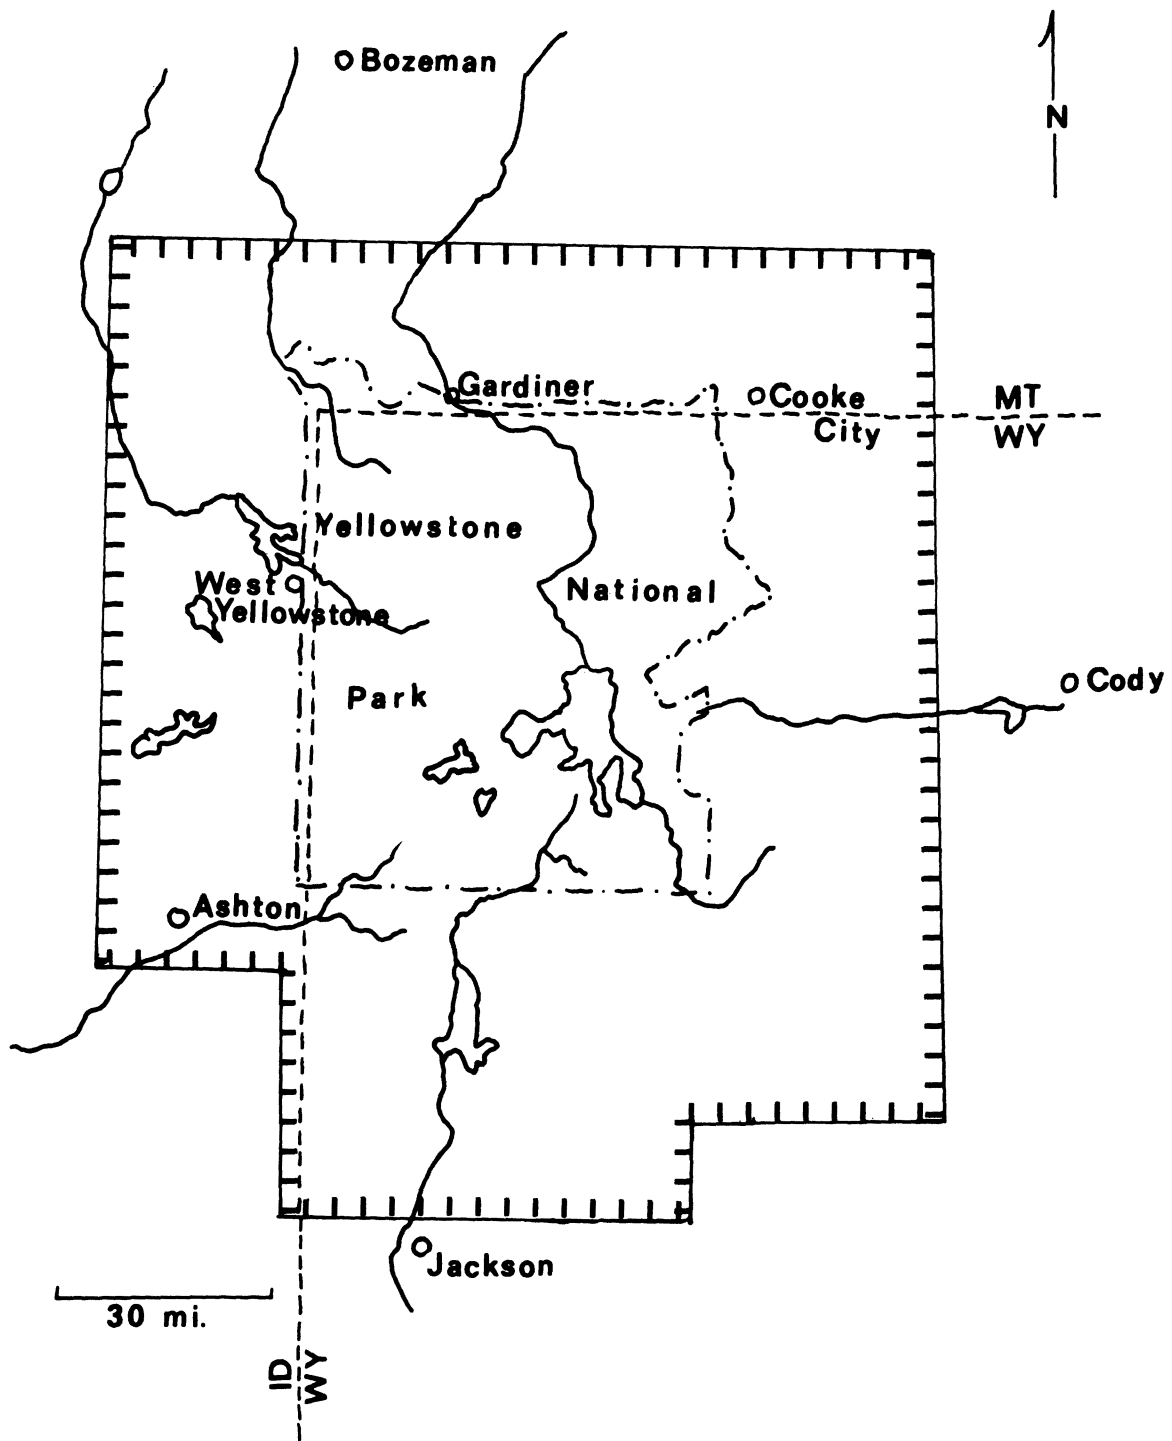 Bozeman
N
Gardiner
Cooke
City
MT
WY
Yellowstone
National
Park
West
Yellowstone
Cody
Ashton
Jackson
30 mi.
ID
WY